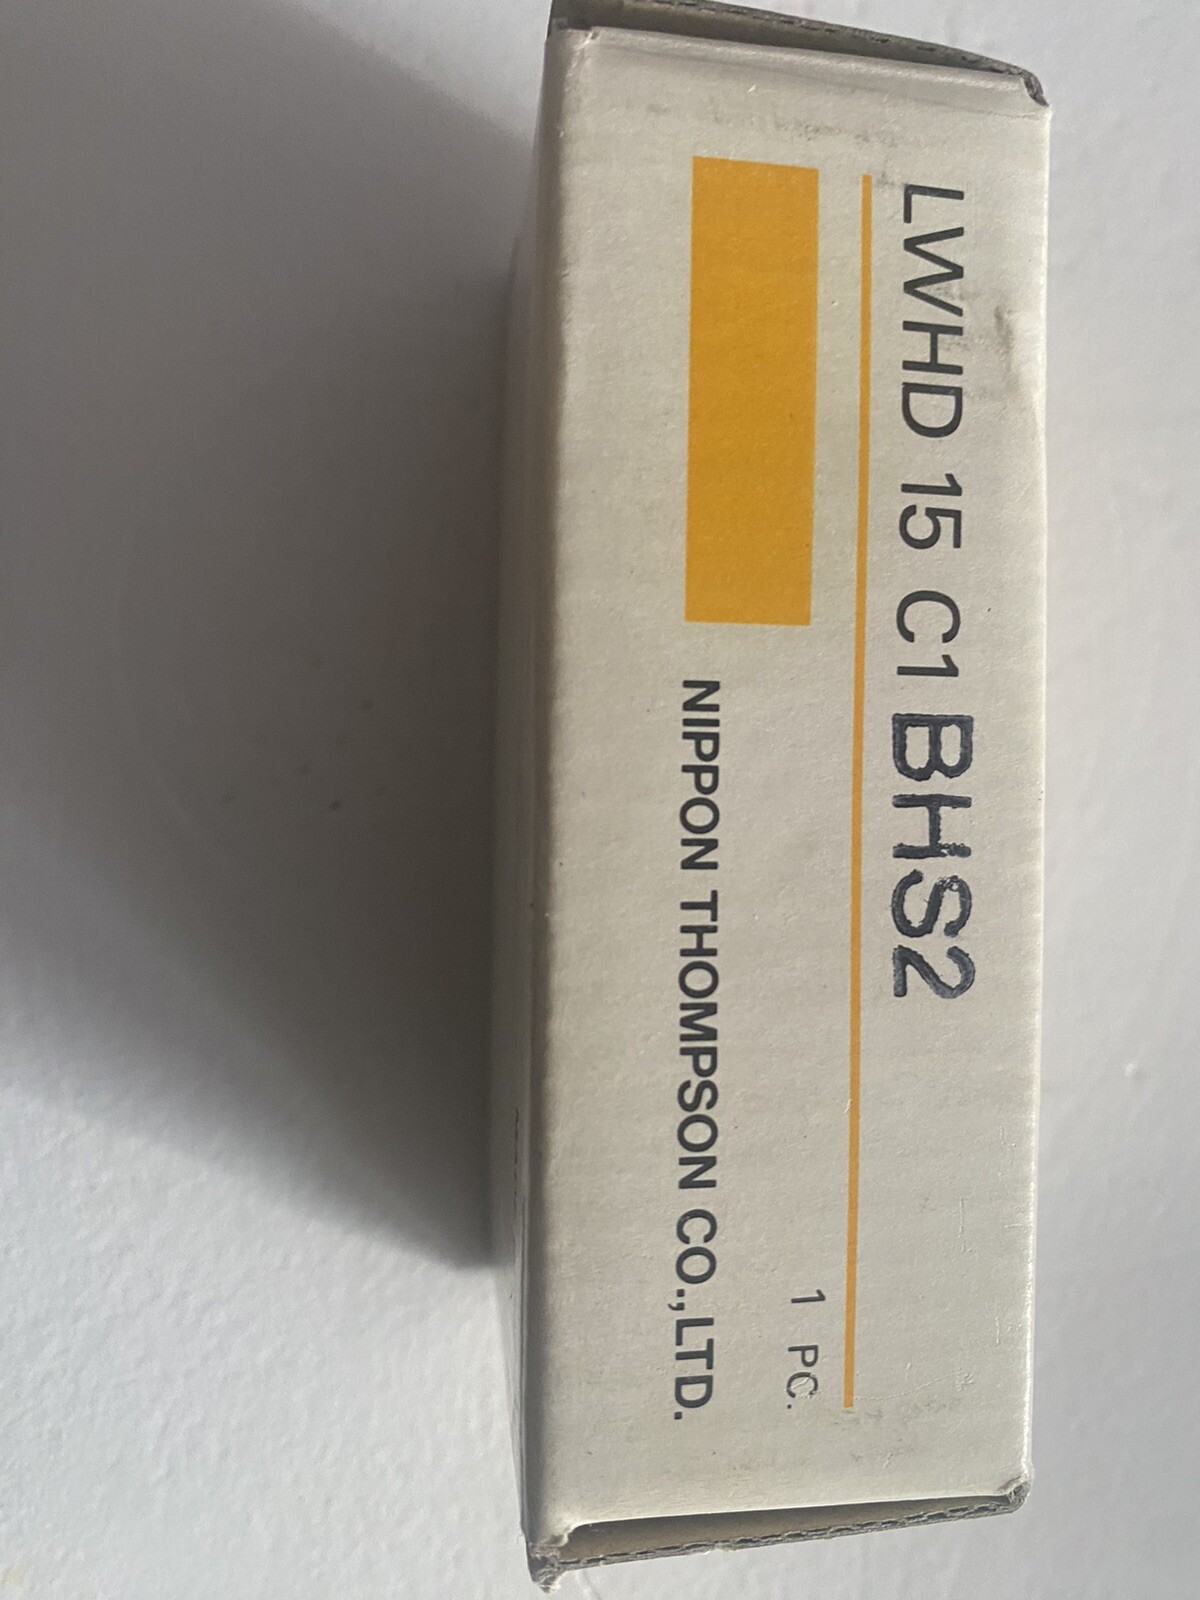 LWHD 15 C1 BHS2
1 PC.
NIPPON THOMPSON CO.,LTD.